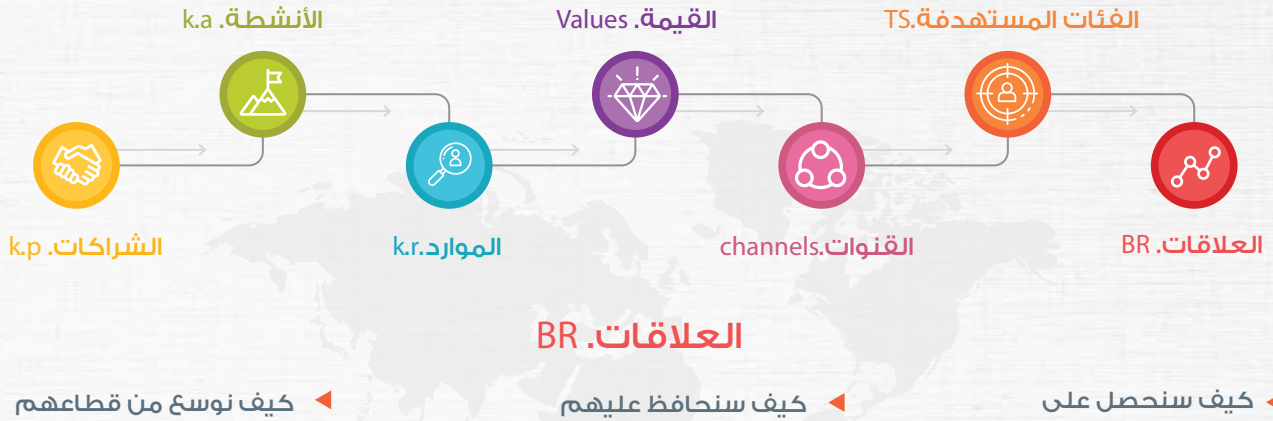 الفئات المستهدفة.TS
القيمة. Values
الأنشطة. k.a
العلاقات. BR
القنوات.channels
الموارد.k.r
الشراكات. k.p
العلاقات. BR
كيف سنحصل على
كيف سنحافظ عليهم
كيف نوسع من قطاعهم